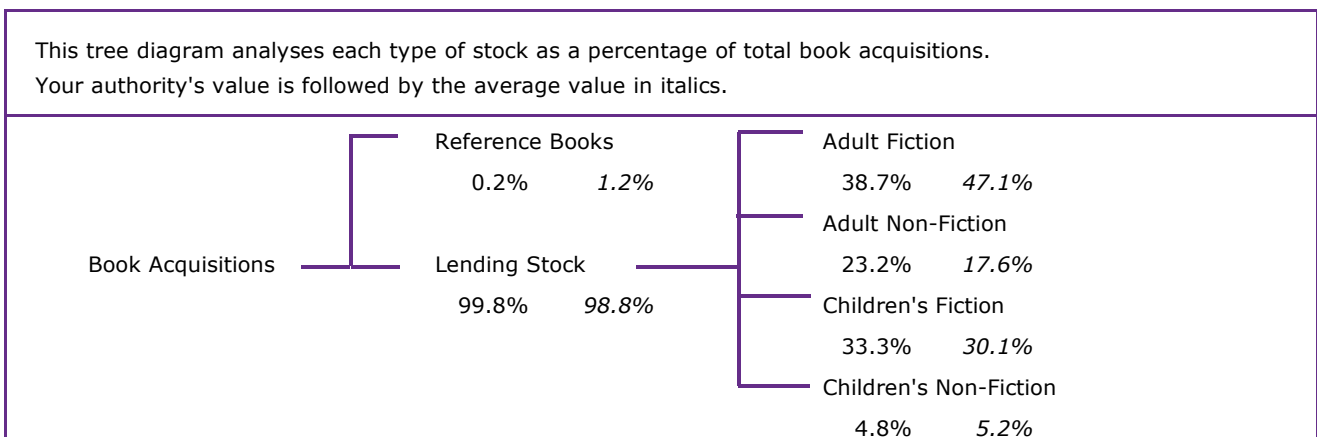 This tree diagram analyses each type of stock as a percentage of total book acquisitions.
Your authority's value is followed by the average value in italics.
Reference Books
0.2% 1.2%
Book Acquisitions
Lending Stock
99.8% 98.8%
Adult Fiction
38.7% 47.1%
Adult Non-Fiction
23.2% 17.6%
Children's Fiction
33.3% 30.1%
Children's Non-Fiction
4.8% 5.2%